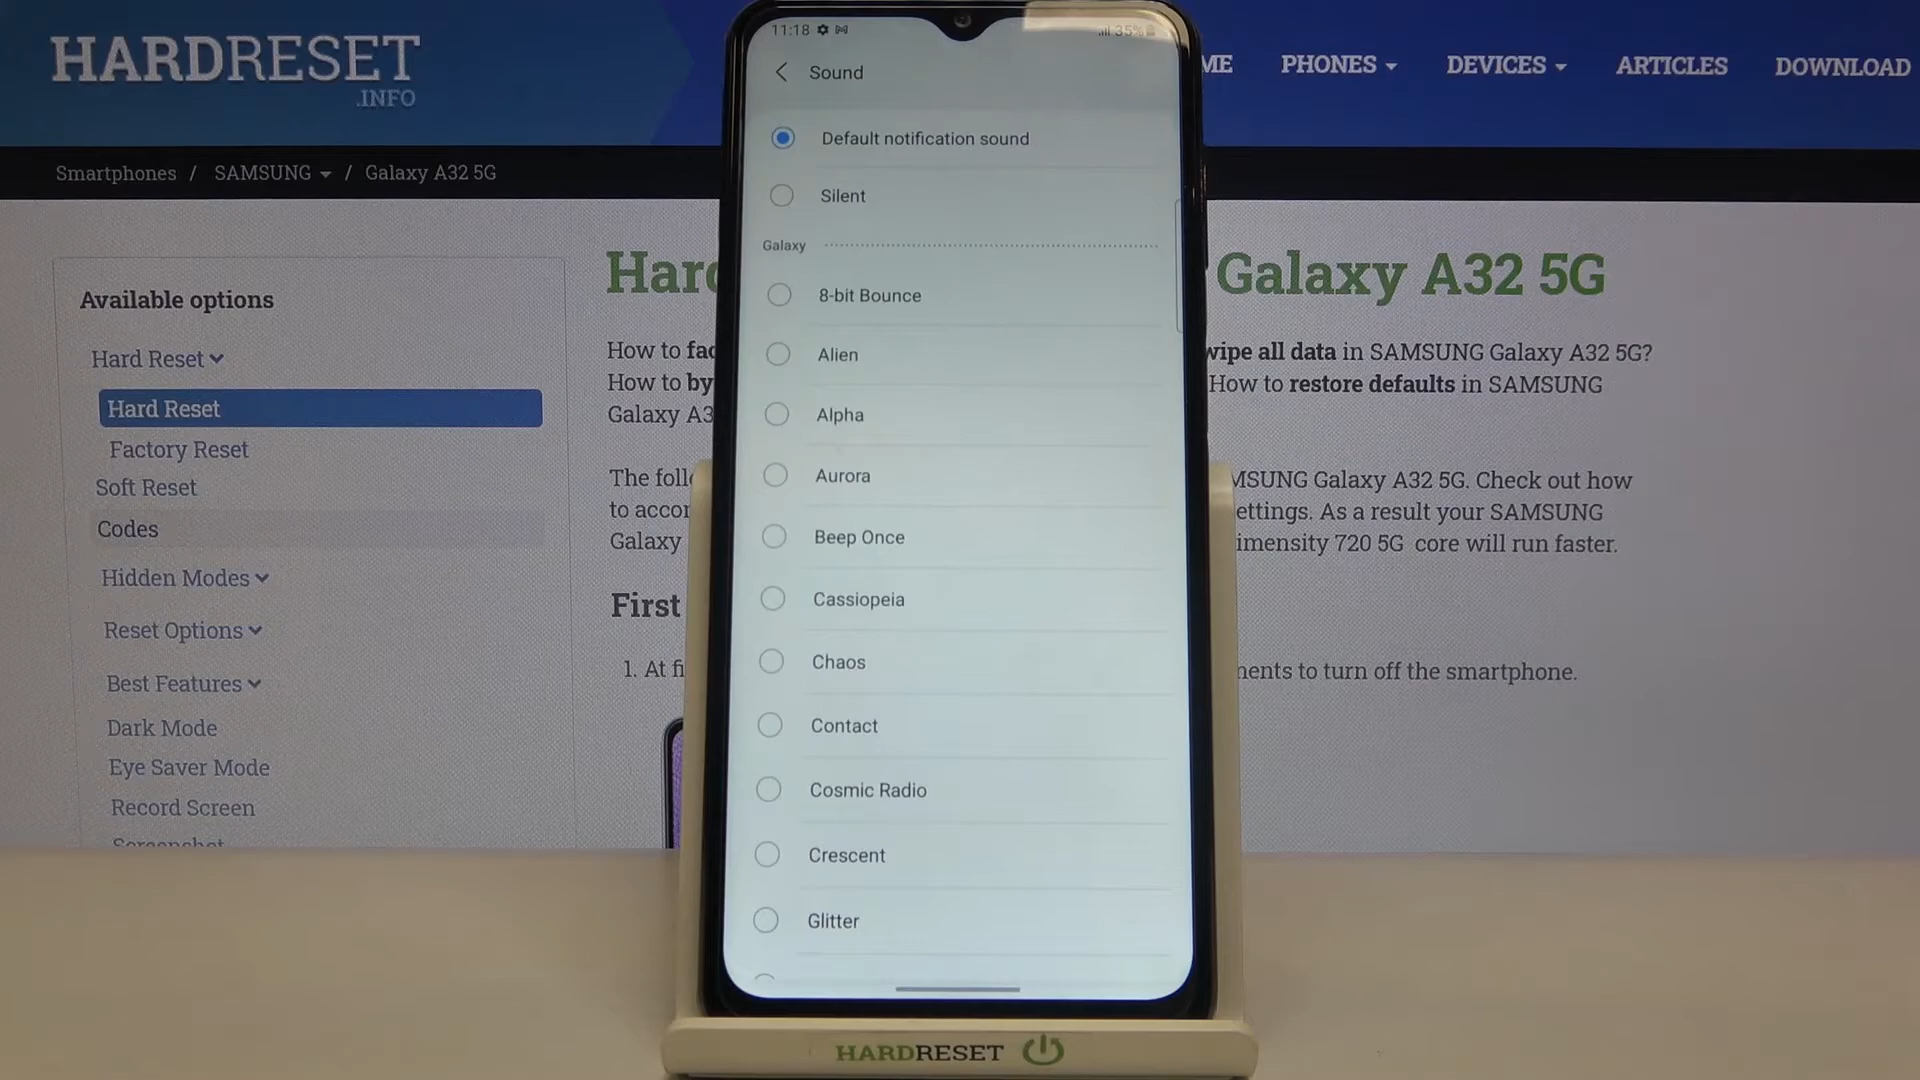 HARDRESET
.INFO
ME PHONES DEVICES ARTICLES DOWNLOAD
Smartphones / SAMSUNG / Galaxy A32 5G
Available options
Hard Reset
Hard Reset
Factory Reset
Soft Reset
Codes
Hidden Modes
Reset Options
Best Features
Dark Mode
Eye Saver Mode
Record Screen
Screenshot
11:18 35%
Sound
Default notification sound
Silent
Galaxy
8-bit Bounce
Alien
Alpha
Aurora
Beep Once
Cassiopeia
Chaos
Contact
Cosmic Radio
Crescent
Glitter
Hard Galaxy A32 5G
How to fac wipe all data in SAMSUNG Galaxy A32 5G?
How to by How to restore defaults in SAMSUNG
Galaxy A3
The follo MSUNG Galaxy A32 5G. Check out how
to accor ettings. As a result your SAMSUNG
Galaxy imensity 720 5G core will run faster.
First
1. At fi ments to turn off the smartphone.
HARDRESET